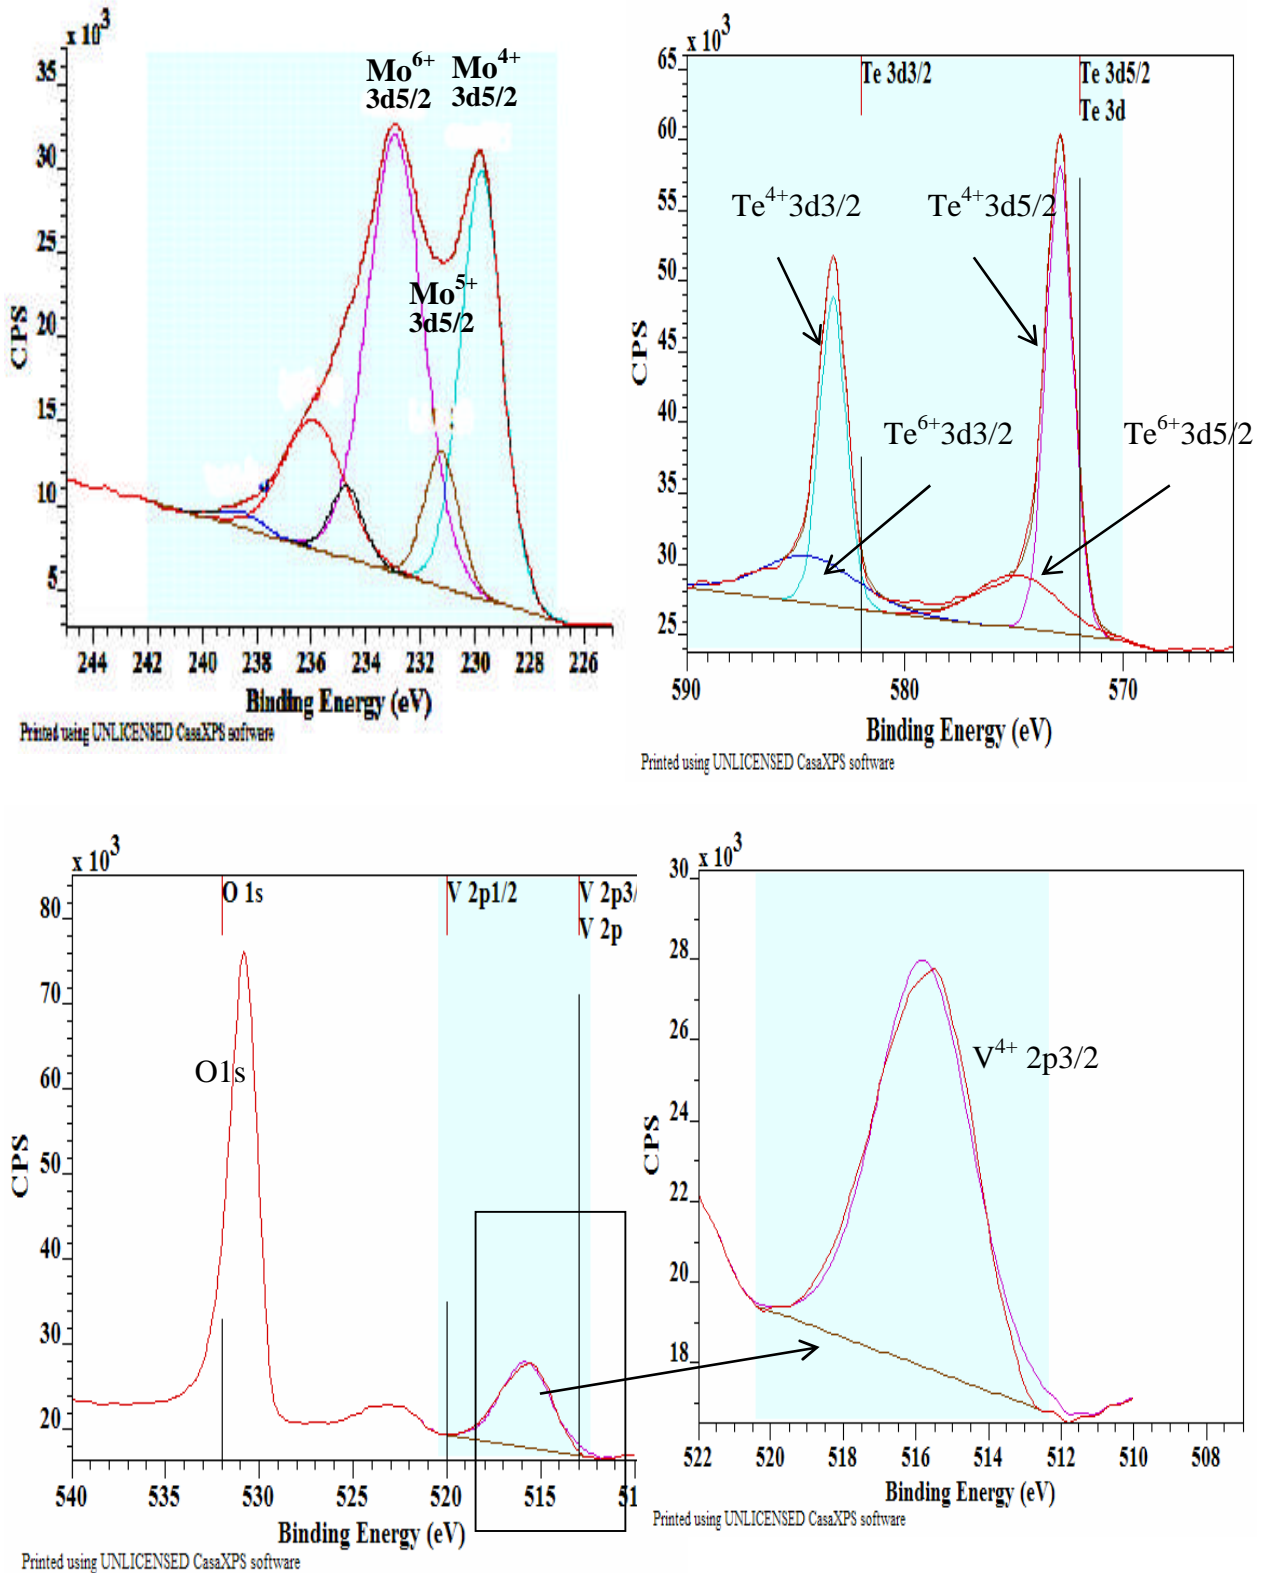 x 10³
Mo⁶⁺ Mo⁴⁺
3d5/2 3d5/2
Mo⁵⁺
3d5/2
35
30
25
20
15
10
5
CPS
244 242 240 238 236 234 232 230 228 226
Binding Energy (eV)
Printed using UNLICENSED CasaXPS software
x 10³
Te 3d3/2
Te 3d5/2
Te 3d
Te⁴⁺3d3/2
Te⁴⁺3d5/2
Te⁶⁺3d3/2
Te⁶⁺3d5/2
65
60
55
50
45
40
35
30
25
CPS
590 580 570
Binding Energy (eV)
Printed using UNLICENSED CasaXPS software
x 10³
O 1s
V 2p1/2
V 2p3/
V 2p
O1s
80
70
60
50
40
30
20
CPS
540 535 530 525 520 515 51
Binding Energy (eV)
Printed using UNLICENSED CasaXPS software
x 10³
V⁴⁺ 2p3/2
30
28
26
24
22
20
18
CPS
522 520 518 516 514 512 510 508
Binding Energy (eV)
Printed using UNLICENSED CasaXPS software